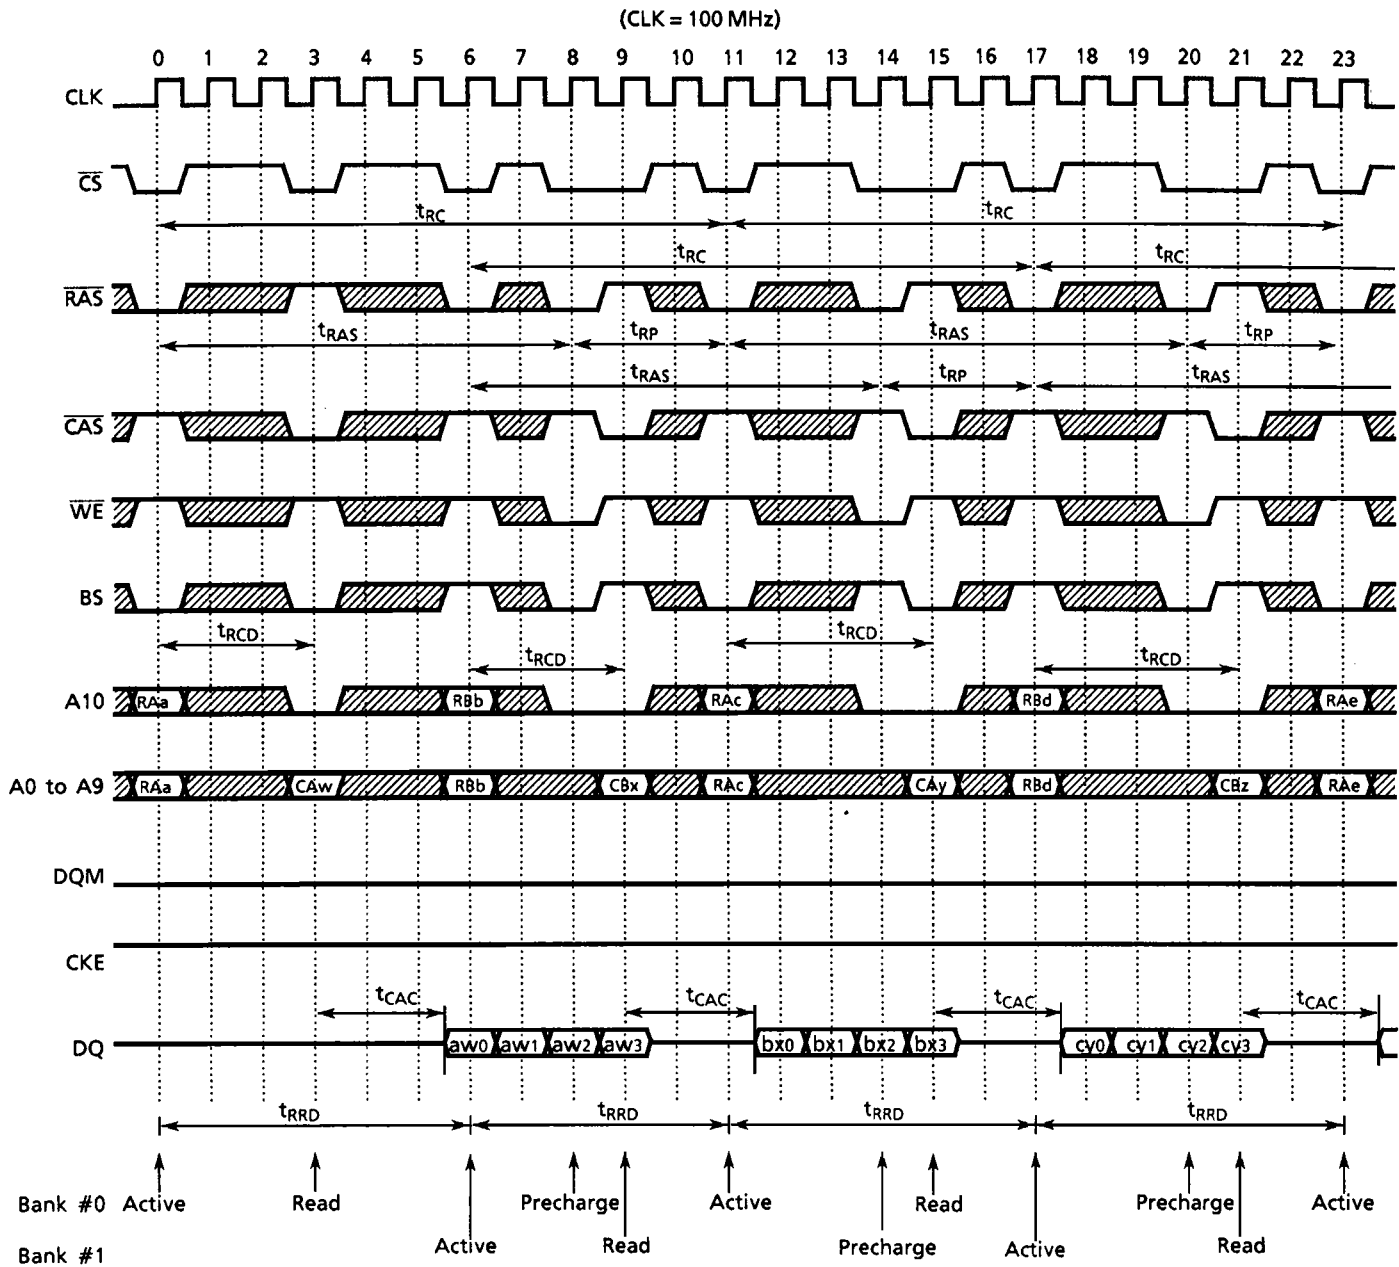 (CLK = 100 MHz)
0 1 2 3 4 5 6 7 8 9 10 11 12 13 14 15 16 17 18 19 20 21 22 23
CLK
CS
tRC tRC
tRC tRC
RAS
tRAS tRP tRAS tRP
tRAS tRP tRAS
CAS
WE
BS
tRCD tRCD
tRCD tRCD
A10 RAa RBb RAc RBd RAe
A0 to A9 RAa CAw RBb CBx RAc CAy RBd CBz RAe
DQM
CKE
tCAC tCAC tCAC tCAC
DQ aw0 aw1 aw2 aw3 bx0 bx1 bx2 bx3 cy0 cy1 cy2 cy3
tRRD tRRD tRRD tRRD
Bank #0 Active Read Precharge Active Read Precharge Active
Bank #1 Active Read Precharge Active Read